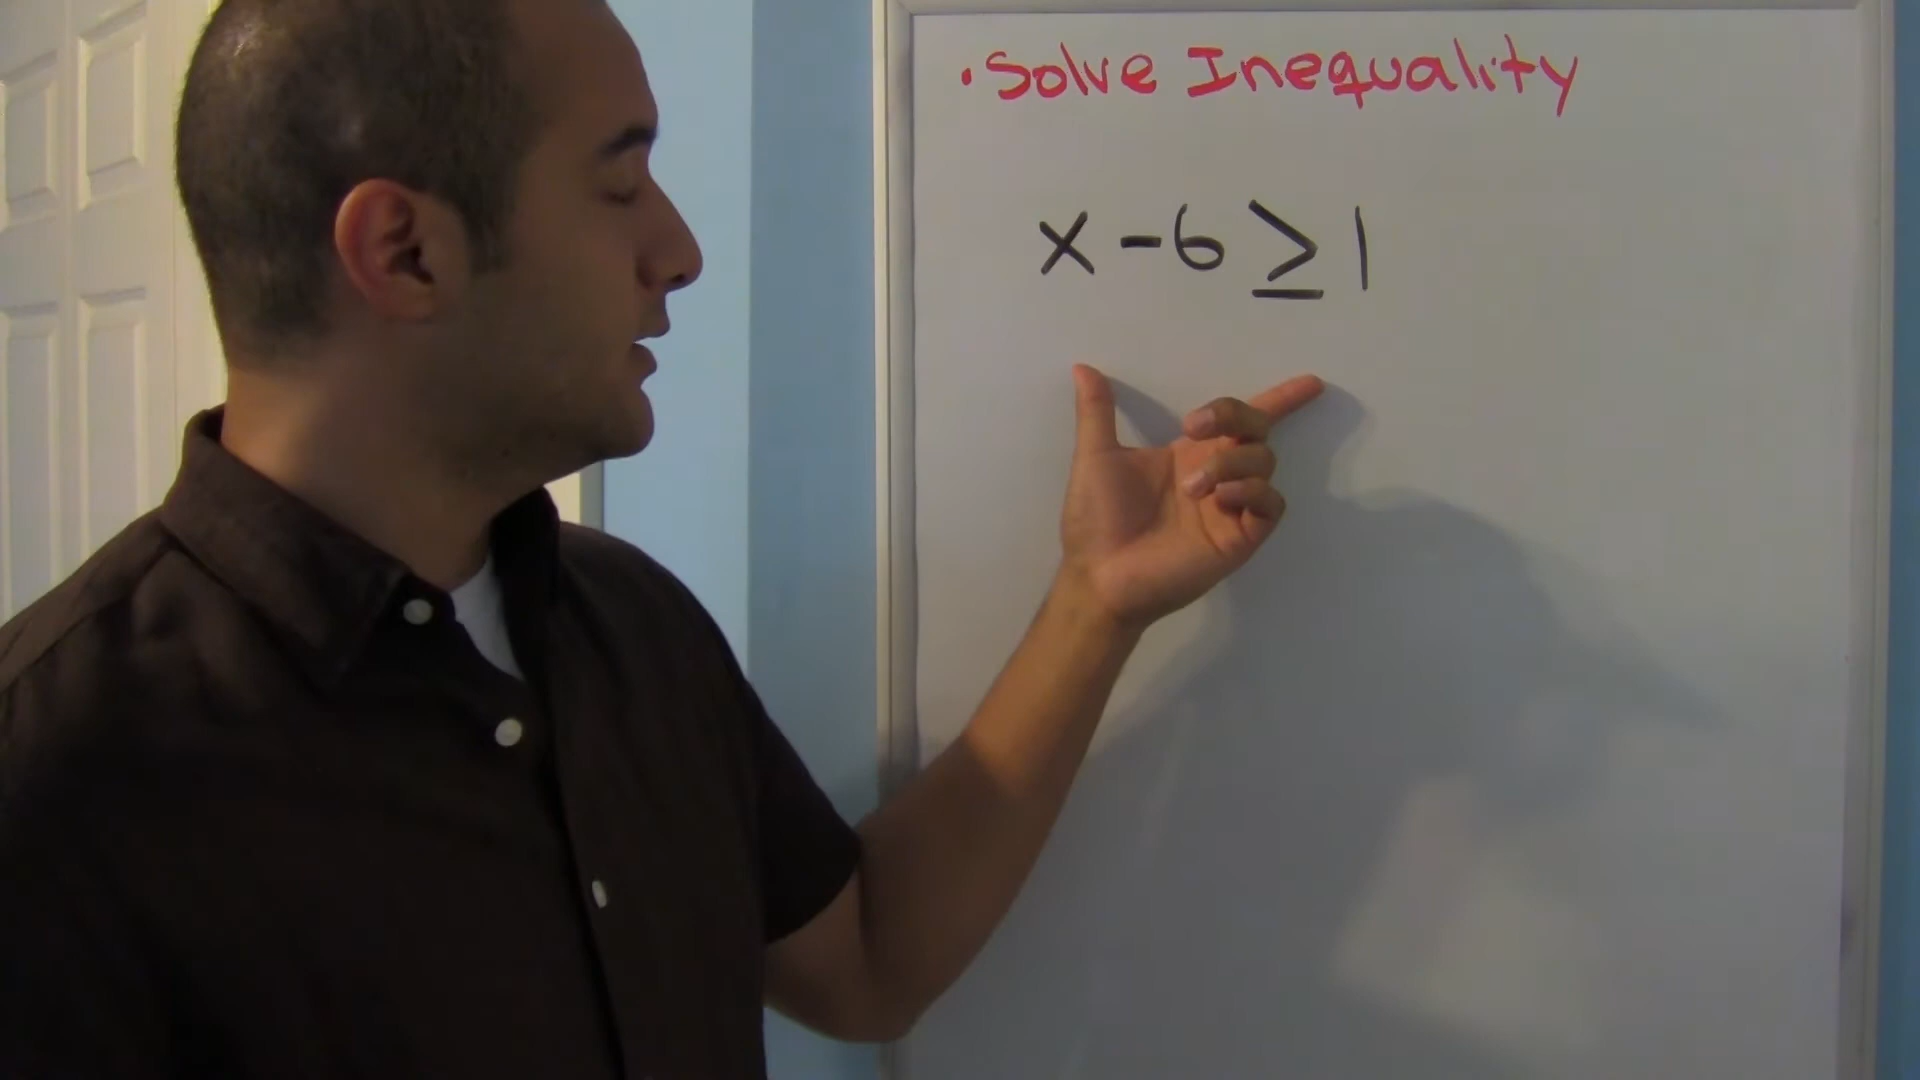 • Solve Inequality
x - 6 ≥ 1